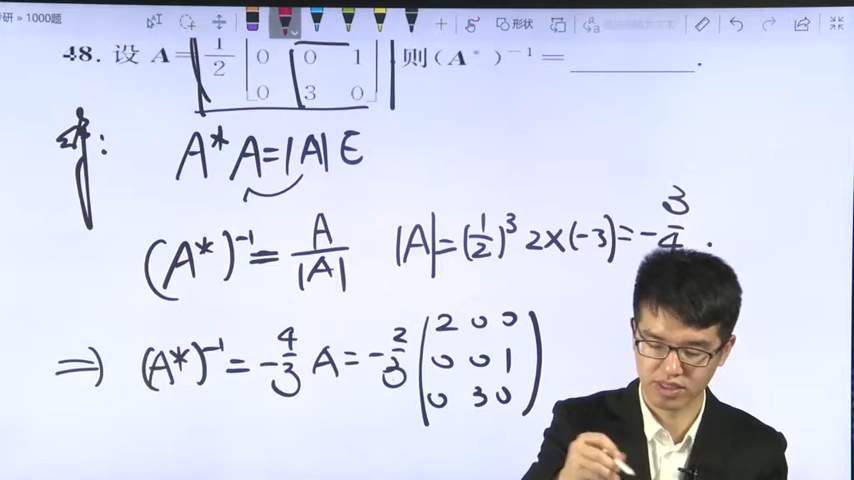 研 » 1000题
形状
48. 设 A = 1/2 [0 0 1; 0 3 0] 则(A*)⁻¹ = ________.
解:
A*A=|A|E
(A*)⁻¹ = A/|A| |A|=(1/2)³ 2×(-3)=-3/4.
⇒ (A*)⁻¹ = -4/3 A = -2/3 (2 0 0; 0 0 1; 0 3 0)